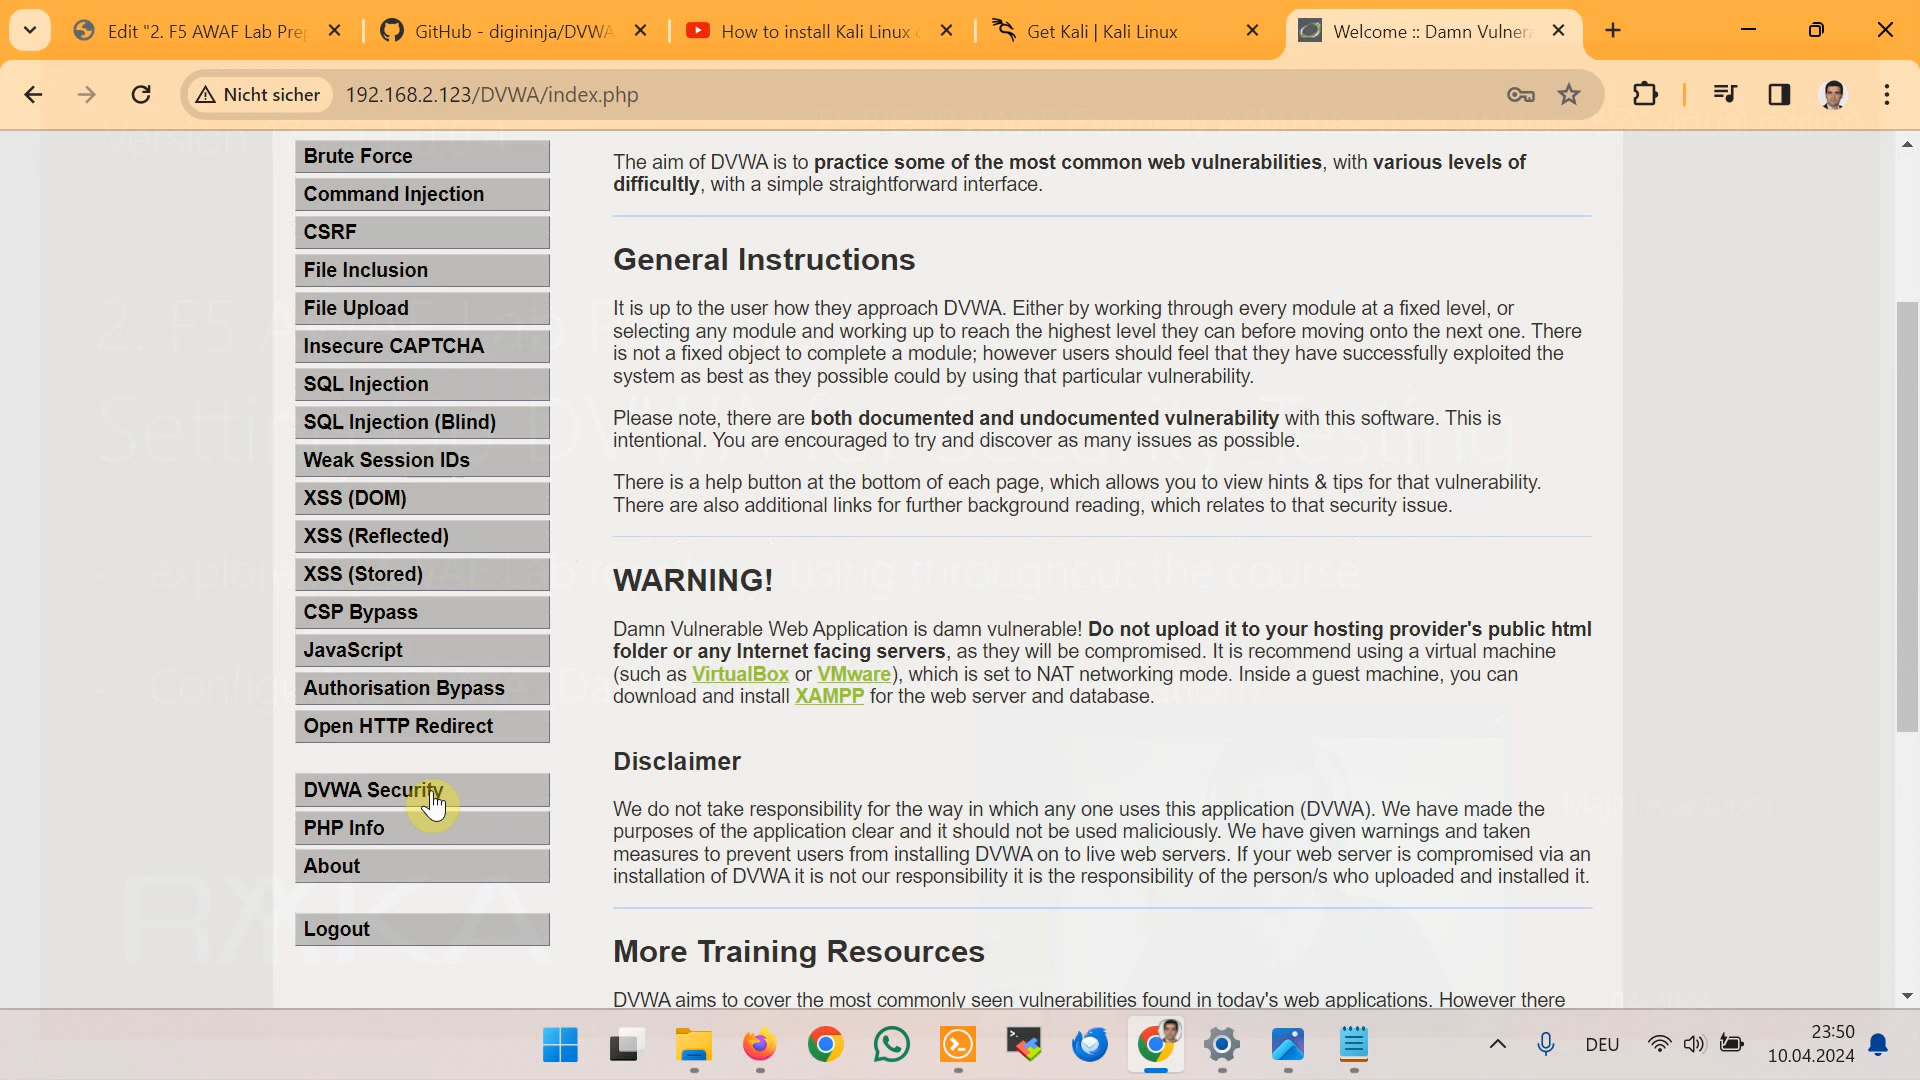 Edit "2. F5 AWAF Lab Pre
GitHub - digininja/DVWA
How to install Kali Linux
Get Kali | Kali Linux
Welcome :: Damn Vulner
Nicht sicher
192.168.2.123/DVWA/index.php
Brute Force
Command Injection
CSRF
File Inclusion
File Upload
Insecure CAPTCHA
SQL Injection
SQL Injection (Blind)
Weak Session IDs
XSS (DOM)
XSS (Reflected)
XSS (Stored)
CSP Bypass
JavaScript
Authorisation Bypass
Open HTTP Redirect
DVWA Security
PHP Info
About
Logout
The aim of DVWA is to practice some of the most common web vulnerabilities, with various levels of
difficultly, with a simple straightforward interface.
General Instructions
It is up to the user how they approach DVWA. Either by working through every module at a fixed level, or
selecting any module and working up to reach the highest level they can before moving onto the next one. There
is not a fixed object to complete a module; however users should feel that they have successfully exploited the
system as best as they possible could by using that particular vulnerability.
Please note, there are both documented and undocumented vulnerability with this software. This is
intentional. You are encouraged to try and discover as many issues as possible.
There is a help button at the bottom of each page, which allows you to view hints & tips for that vulnerability.
There are also additional links for further background reading, which relates to that security issue.
WARNING!
Damn Vulnerable Web Application is damn vulnerable! Do not upload it to your hosting provider's public html
folder or any Internet facing servers, as they will be compromised. It is recommend using a virtual machine
(such as VirtualBox or VMware), which is set to NAT networking mode. Inside a guest machine, you can
download and install XAMPP for the web server and database.
Disclaimer
We do not take responsibility for the way in which any one uses this application (DVWA). We have made the
purposes of the application clear and it should not be used maliciously. We have given warnings and taken
measures to prevent users from installing DVWA on to live web servers. If your web server is compromised via an
installation of DVWA it is not our responsibility it is the responsibility of the person/s who uploaded and installed it.
More Training Resources
DVWA aims to cover the most commonly seen vulnerabilities found in today's web applications. However there
DEU
23:50
10.04.2024